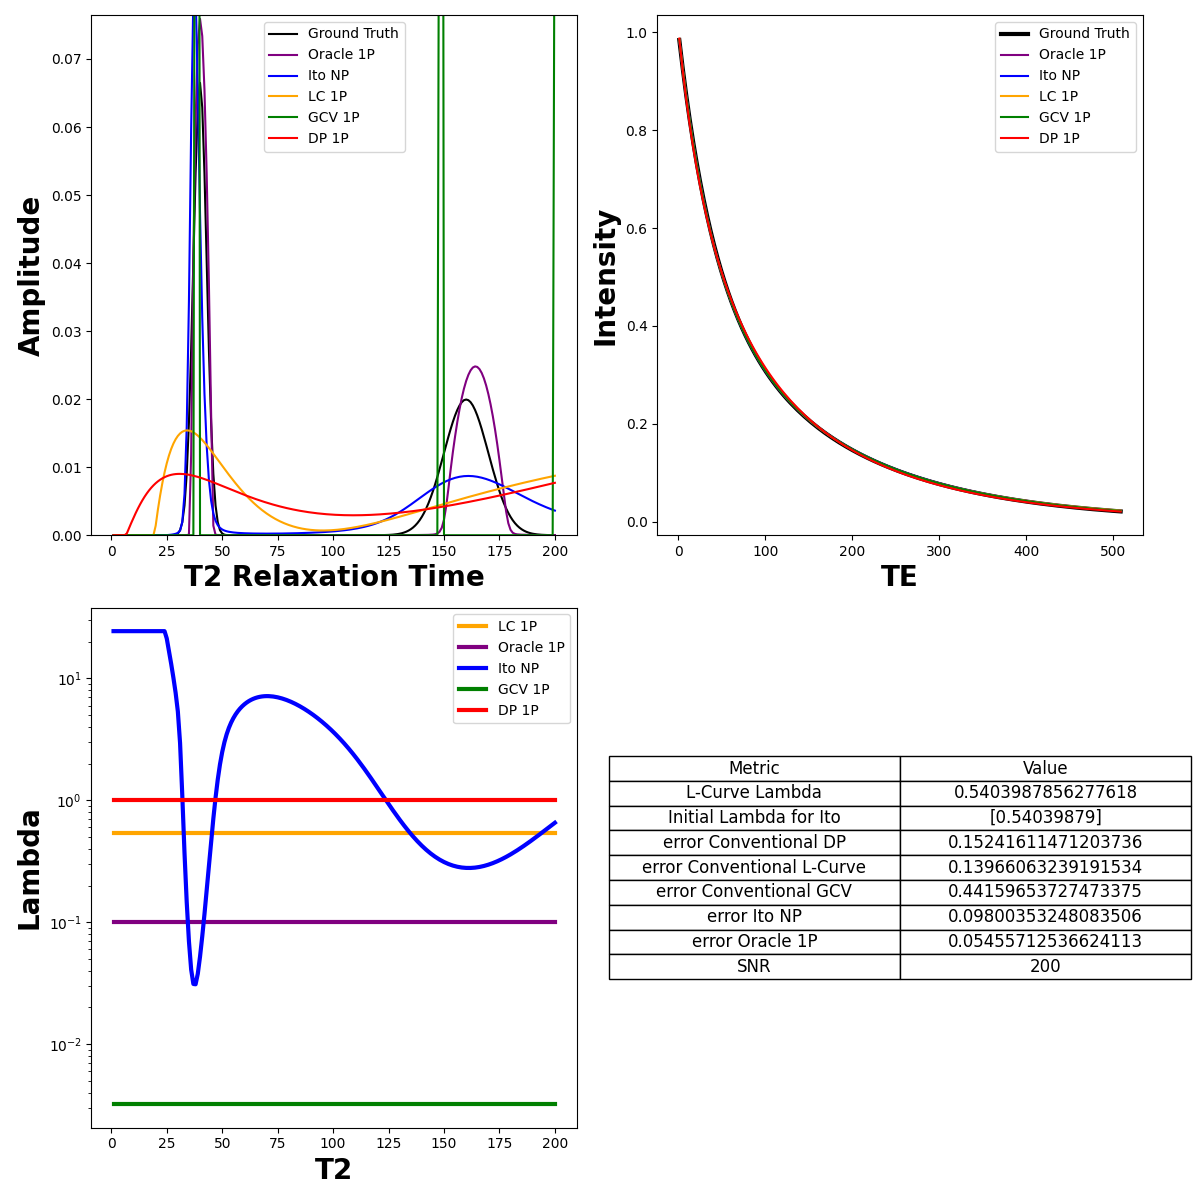 Ground Truth
Oracle 1P
Ito NP
LC 1P
GCV 1P
DP 1P
0.07
0.06
0.05
0.04
0.03
0.02
0.01
0.00
Amplitude
0
25
50
75
100
125
150
175
200
T2 Relaxation Time
Ground Truth
Oracle 1P
Ito NP
LC 1P
GCV 1P
DP 1P
1.0
0.8
0.6
0.4
0.2
0.0
Intensity
0
100
200
300
400
500
TE
LC 1P
Oracle 1P
Ito NP
GCV 1P
DP 1P
10¹
10⁰
10⁻¹
10⁻²
Lambda
0
25
50
75
100
125
150
175
200
T2
Metric Value
L-Curve Lambda 0.5403987856277618
Initial Lambda for Ito [0.54039879]
error Conventional DP 0.15241611471203736
error Conventional L-Curve 0.13966063239191534
error Conventional GCV 0.44159653727473375
error Ito NP 0.09800353248083506
error Oracle 1P 0.05455712536624113
SNR 200